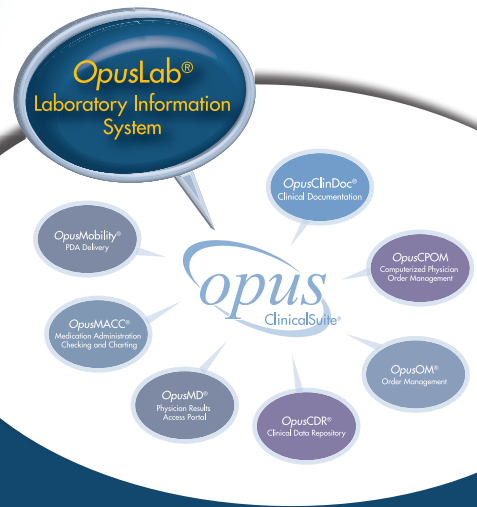 OpusLab®
Laboratory Information
System
OpusClinDoc®
Clinical Documentation
OpusMobility®
PDA Delivery
OpusCPOM
Computerized Physician
Order Management
opus
ClinicalSuite®
OpusMACC®
Medication Administration
Checking and Charting
OpusOM®
Order Management
OpusMD®
Physician Results
Access Portal
OpusCDR®
Clinical Data Repository